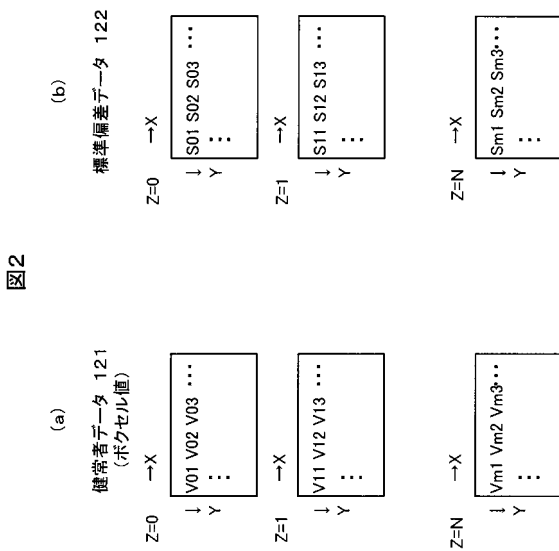 図2
(a)
健常者データ 121
(ボクセル値)
Z=0 →X
↓
Y
V01 V02 V03 ･･･
⋮
Z=1 →X
↓
Y
V11 V12 V13 ･･･
⋮
Z=N →X
↓
Y
Vm1 Vm2 Vm3･･･
⋮
(b)
標準偏差データ 122
Z=0 →X
↓
Y
S01 S02 S03 ･･･
⋮
Z=1 →X
↓
Y
S11 S12 S13 ･･･
⋮
Z=N →X
↓
Y
Sm1 Sm2 Sm3･･･
⋮